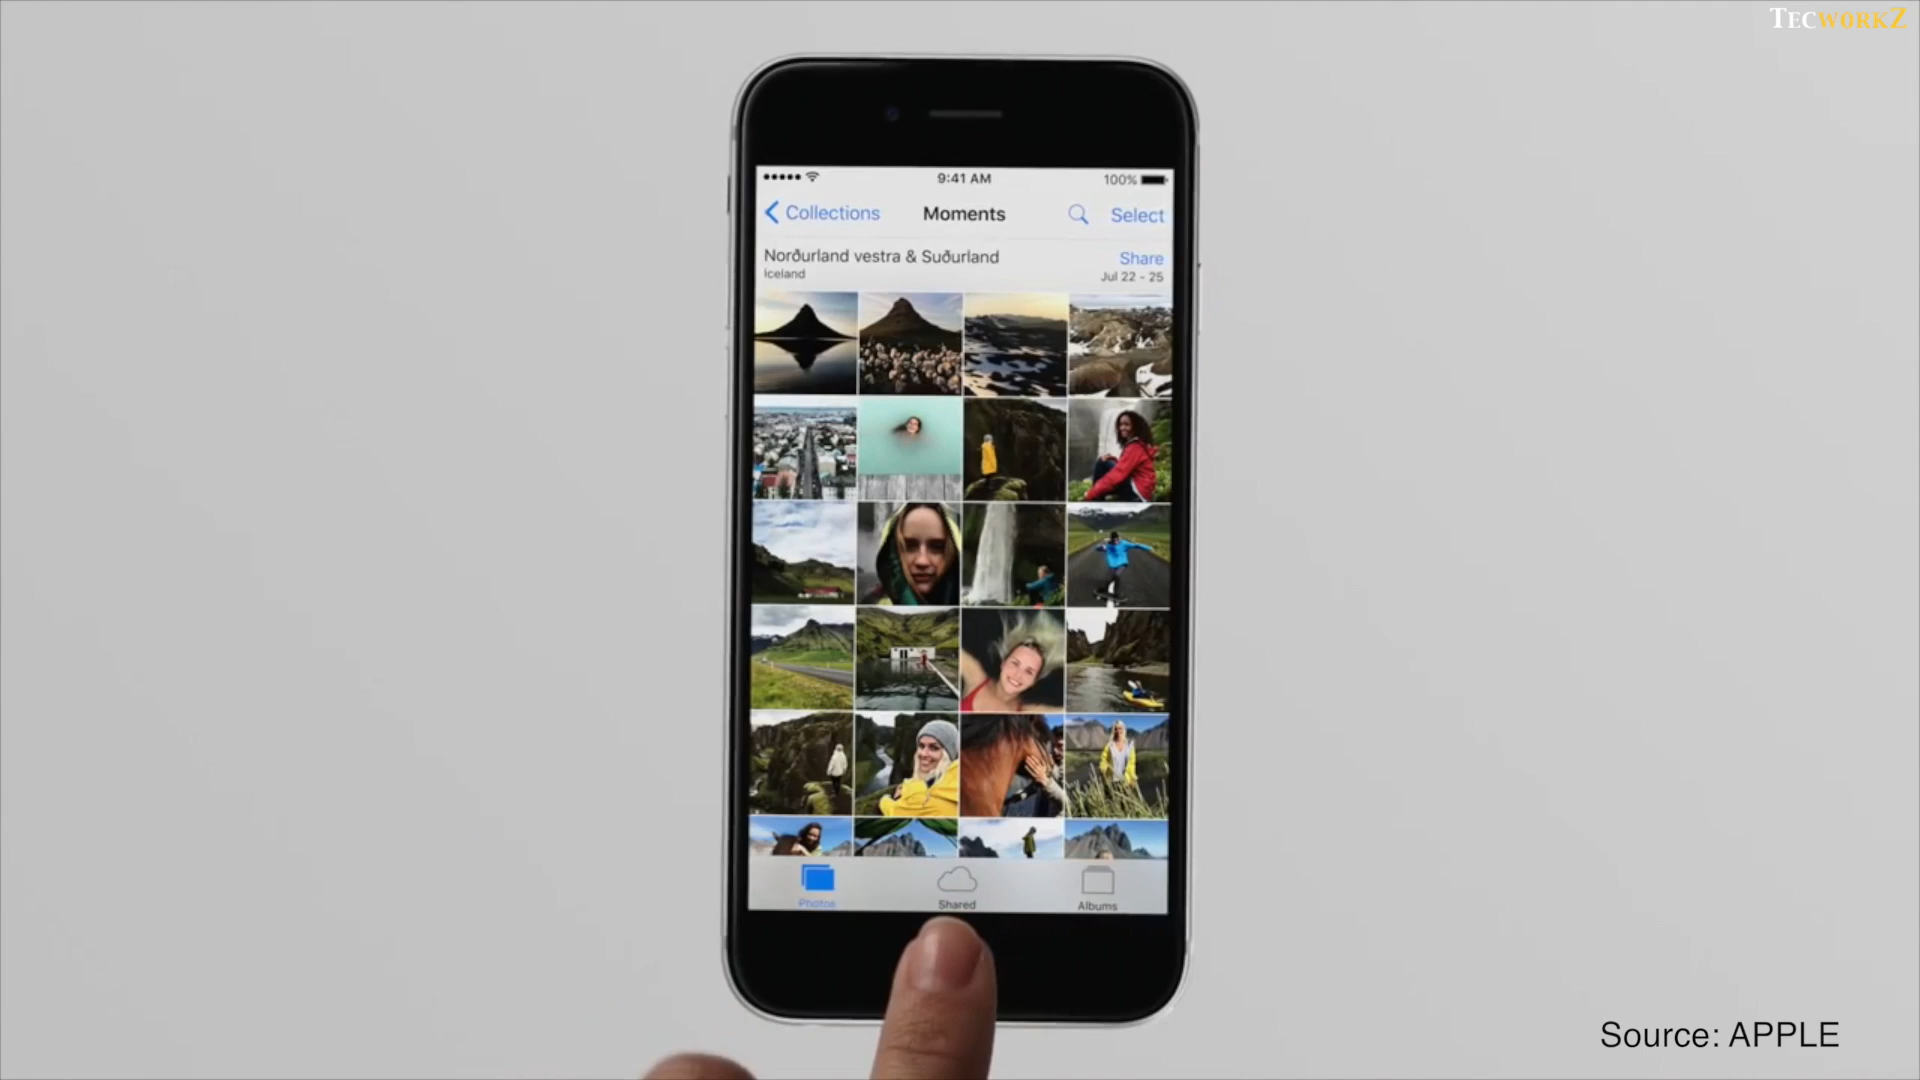 TECWORKZ
9:41 AM
100%
Collections
Moments
Select
Norðurland vestra & Suðurland
Share
Iceland
Jul 22 - 25
Photos
Shared
Albums
Source: APPLE